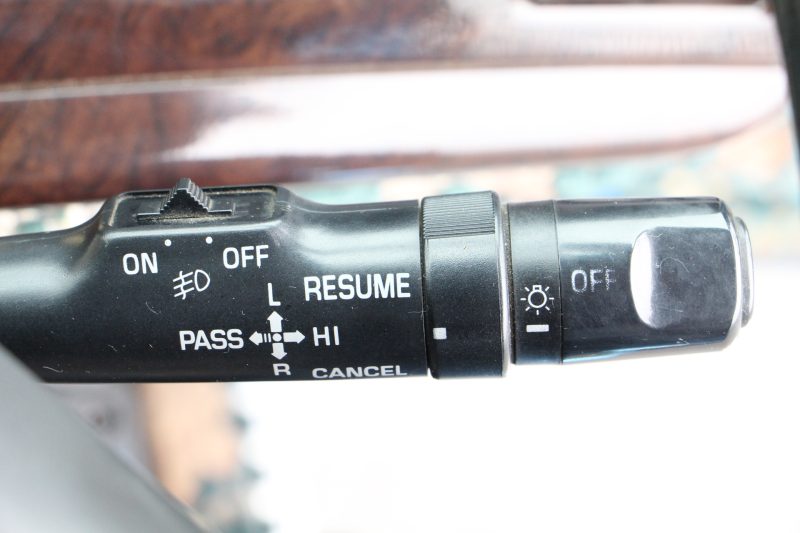 ON OFF
L RESUME
PASS HI
R CANCEL
OFF